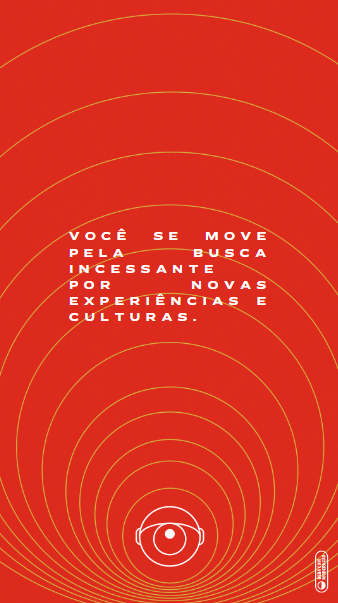 VOCÊ SE MOVE
PELA BUSCA
INCESSANTE
POR NOVAS
EXPERIÊNCIAS E
CULTURAS.